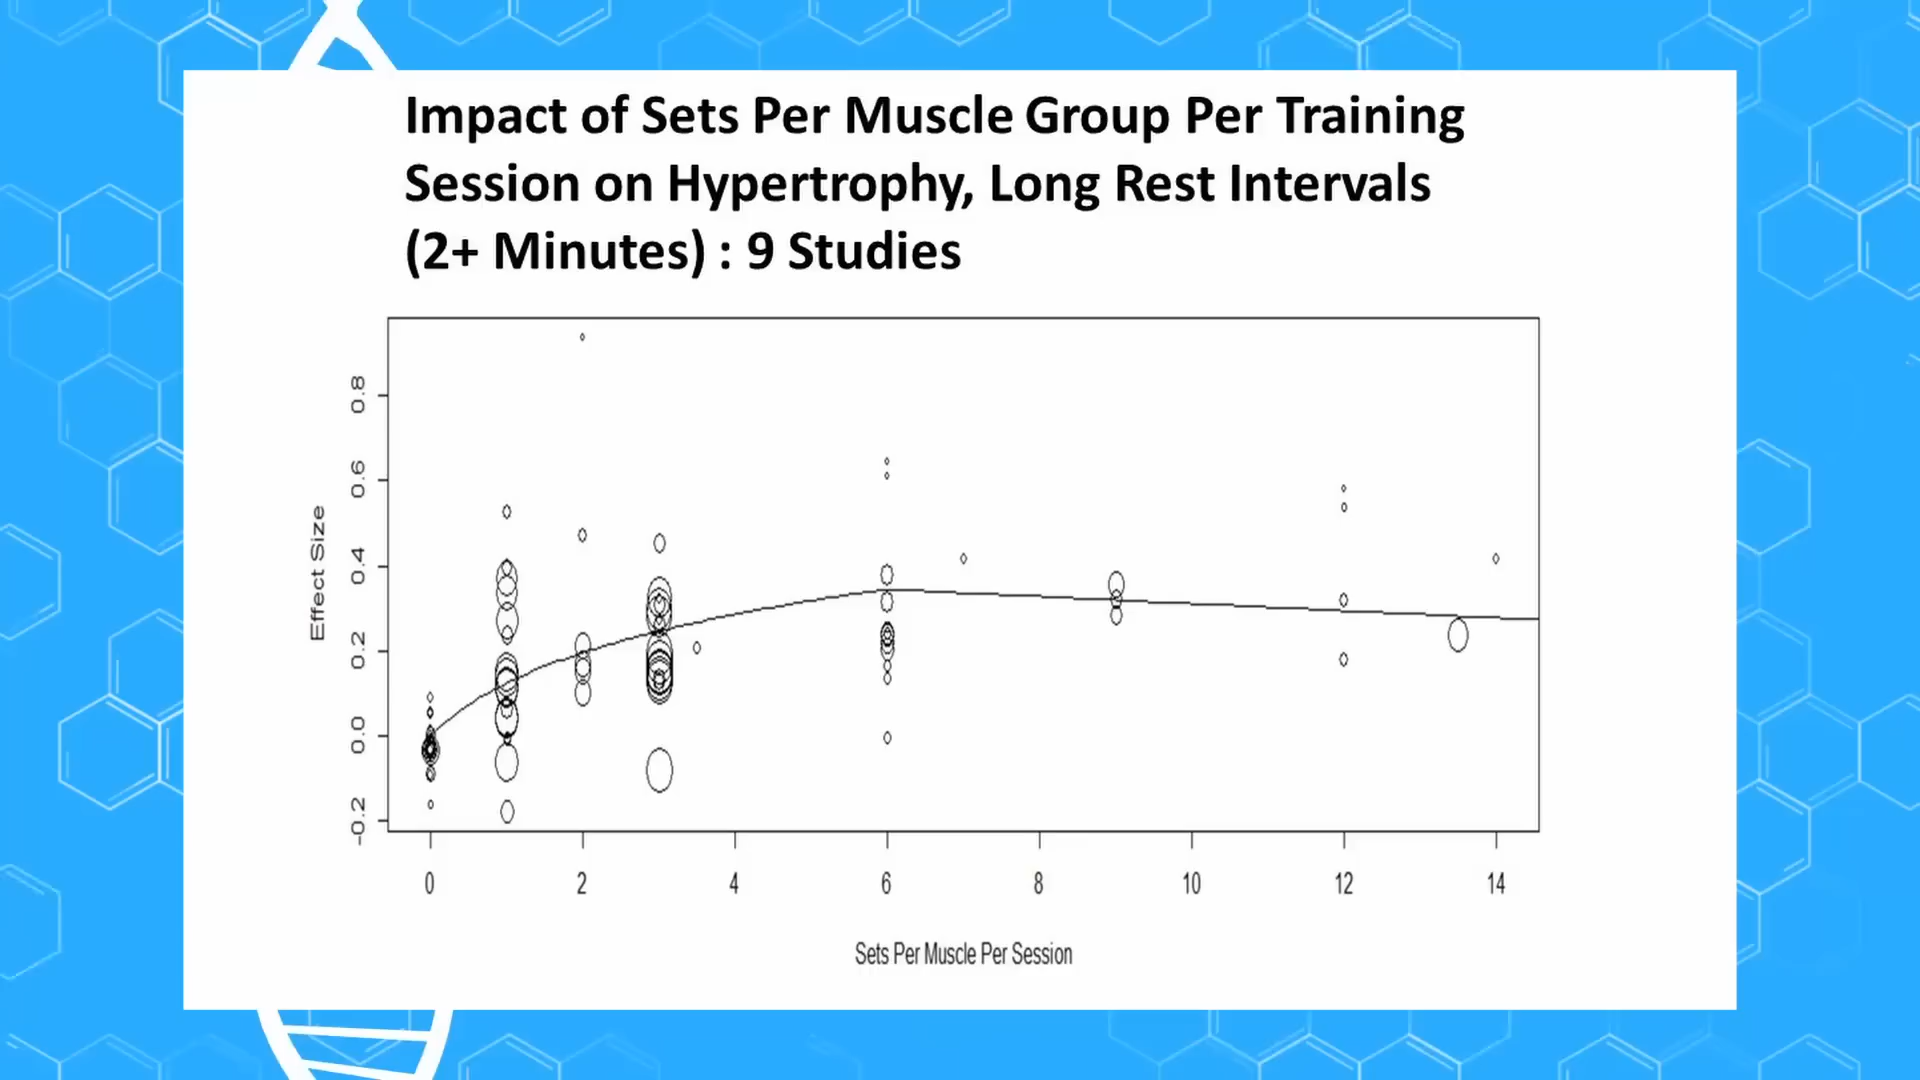 Impact of Sets Per Muscle Group Per Training
Session on Hypertrophy, Long Rest Intervals
(2+ Minutes) : 9 Studies
0.8
0.6
0.4
0.2
0.0
-0.2
Effect Size
0 2 4 6 8 10 12 14
Sets Per Muscle Per Session